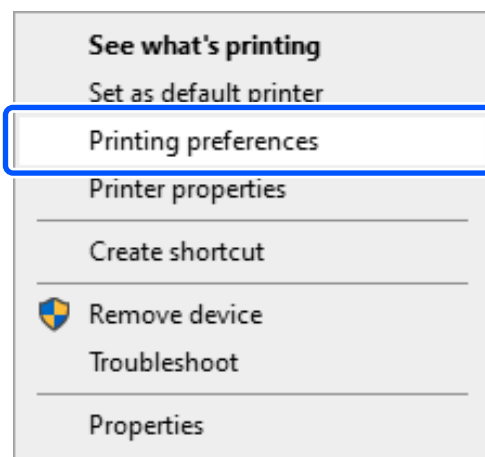 See what's printing
Set as default printer
Printing preferences
Printer properties
Create shortcut
Remove device
Troubleshoot
Properties